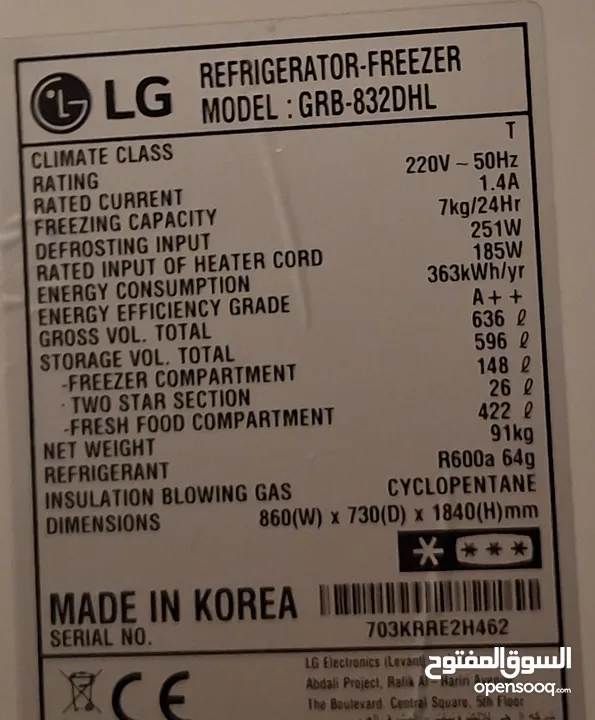 LG REFRIGERATOR-FREEZER
MODEL : GRB-832DHL
CLIMATE CLASS T
RATING 220V ~ 50Hz
RATED CURRENT 1.4A
FREEZING CAPACITY 7kg/24Hr
DEFROSTING INPUT 251W
RATED INPUT OF HEATER CORD 185W
ENERGY CONSUMPTION 363kWh/yr
ENERGY EFFICIENCY GRADE A++
GROSS VOL. TOTAL 636 ℓ
STORAGE VOL. TOTAL 596 ℓ
-FREEZER COMPARTMENT 148 ℓ
· TWO STAR SECTION 26 ℓ
-FRESH FOOD COMPARTMENT 422 ℓ
NET WEIGHT 91kg
REFRIGERANT R600a 64g
INSULATION BLOWING GAS CYCLOPENTANE
DIMENSIONS 860(W) x 730(D) x 1840(H)mm
MADE IN KOREA
SERIAL NO. 703KRRE2H462
LG Electronics (Levant)
Abdali Project, Rafik Al-Harin
The Boulevard Central Square, 5th Floor
CE
السوق المفتوح
opensooq.com